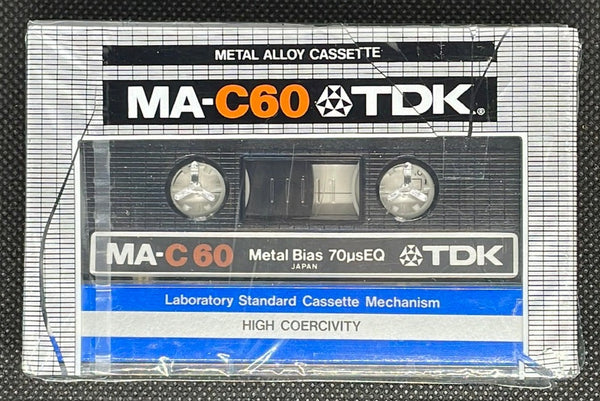 METAL ALLOY CASSETTE
MA-C60 TDK®
MA-C 60 Metal Bias 70µsEQ TDK
JAPAN
Laboratory Standard Cassette Mechanism
HIGH COERCIVITY